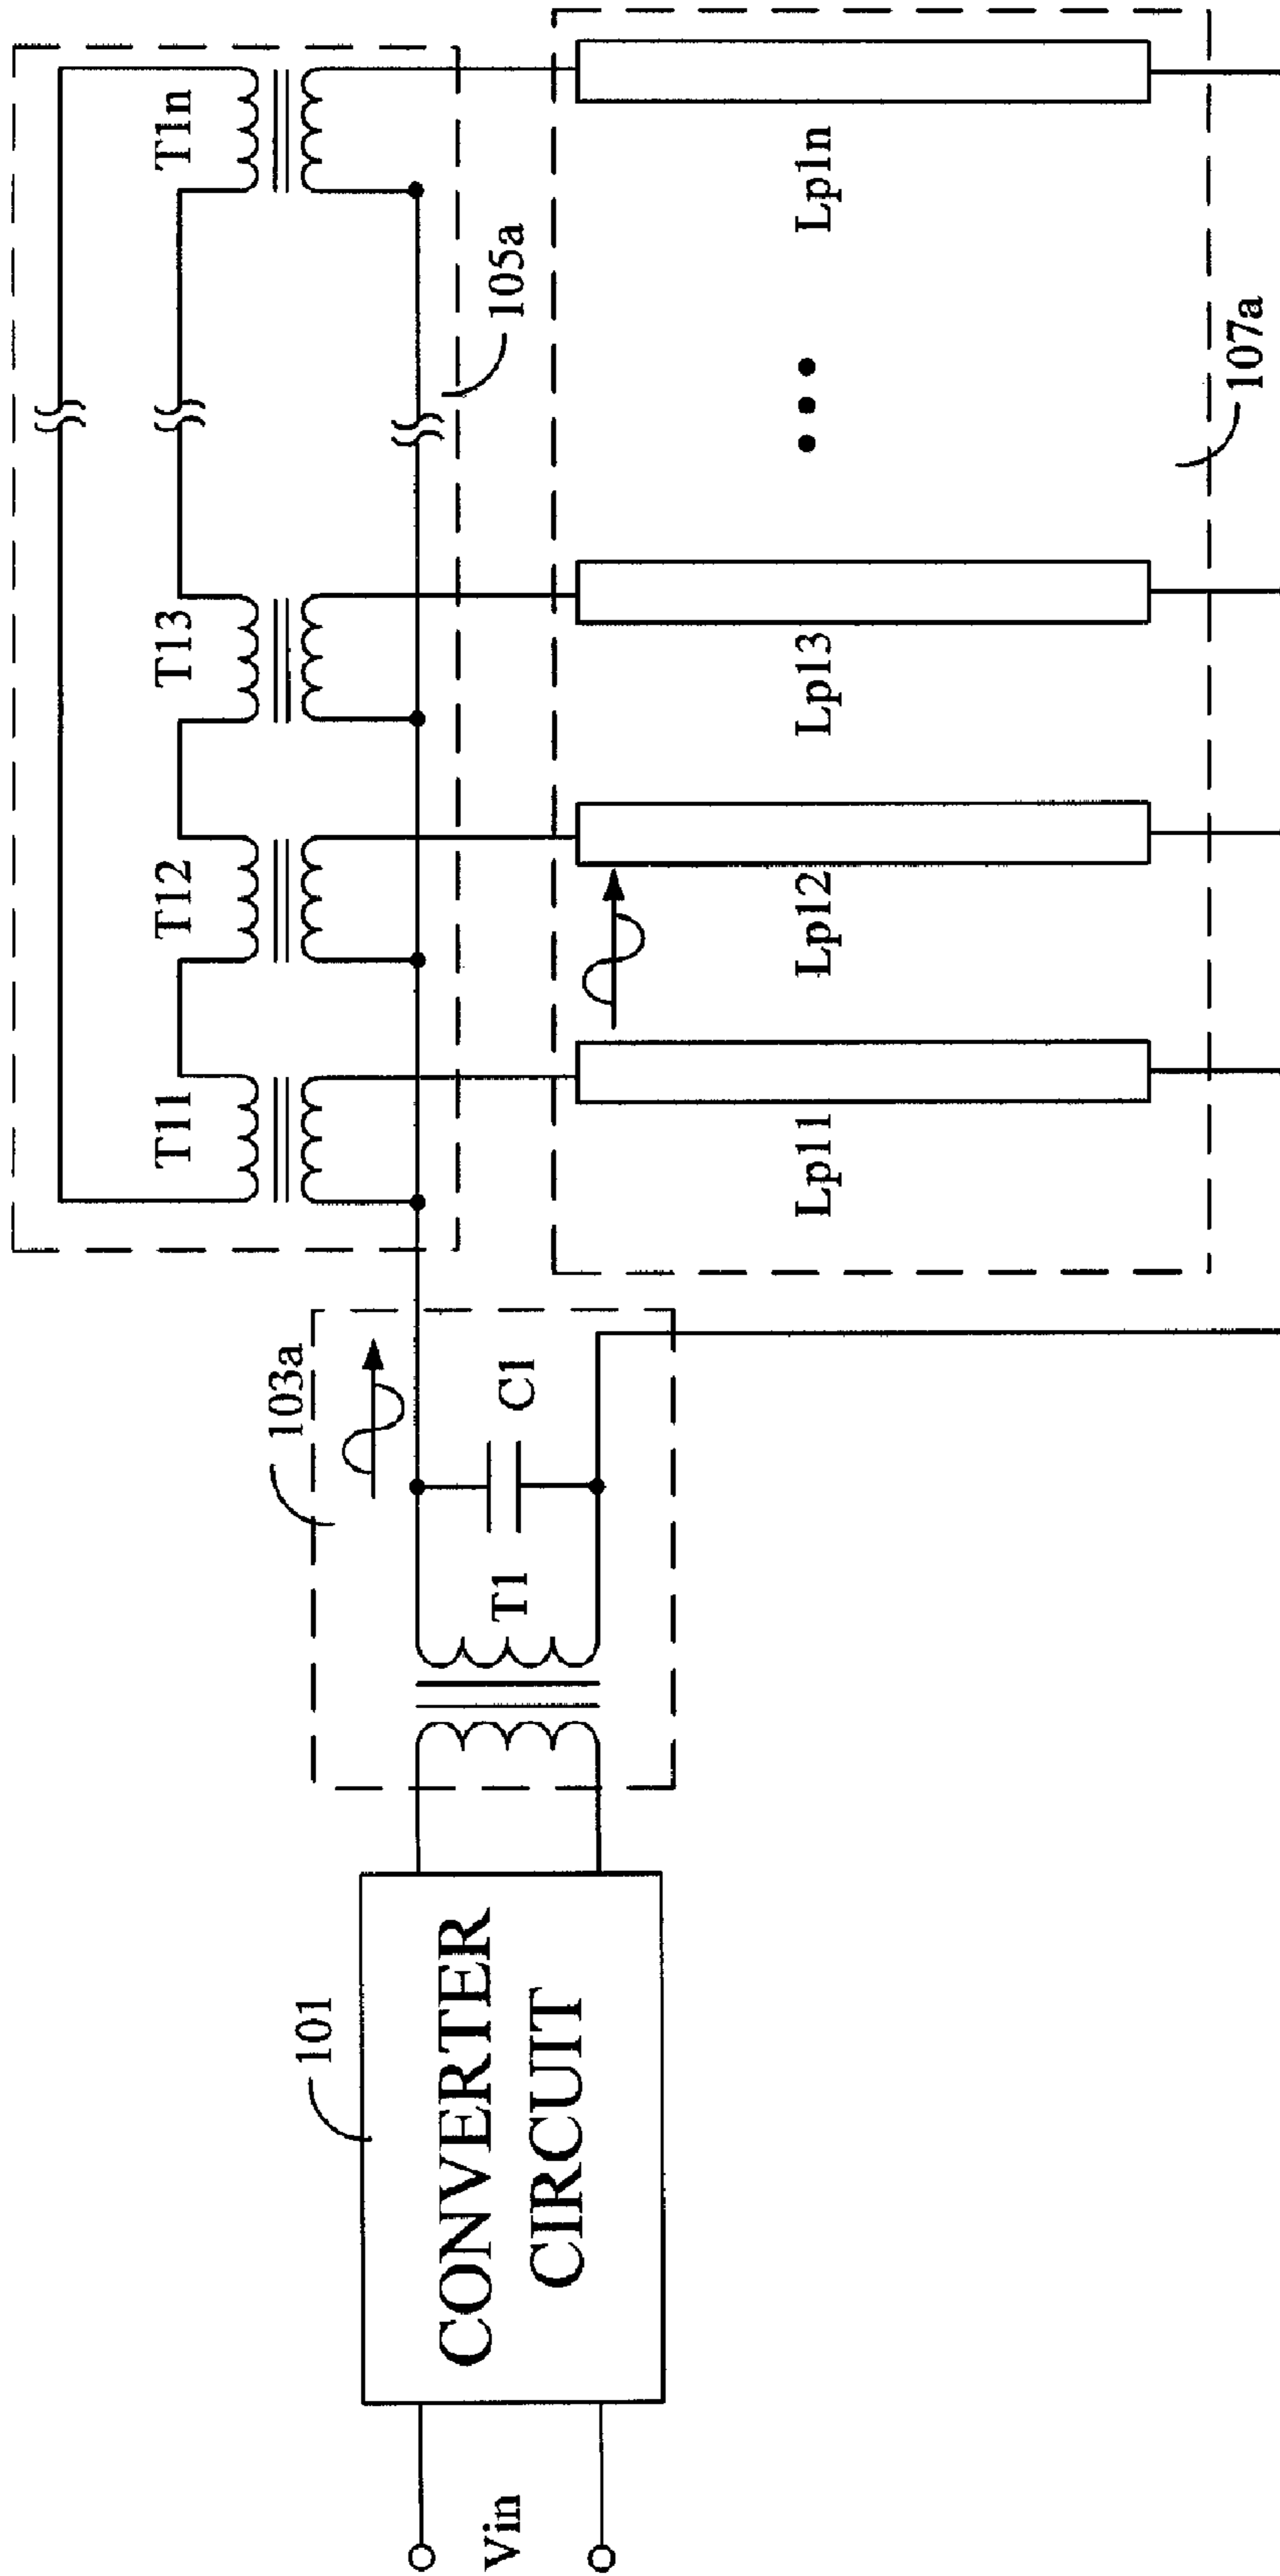 Vin
101
CONVERTER
CIRCUIT
103a
T1
C1
T11
T12
T13
T1n
105a
Lp11
Lp12
Lp13
Lp1n
107a